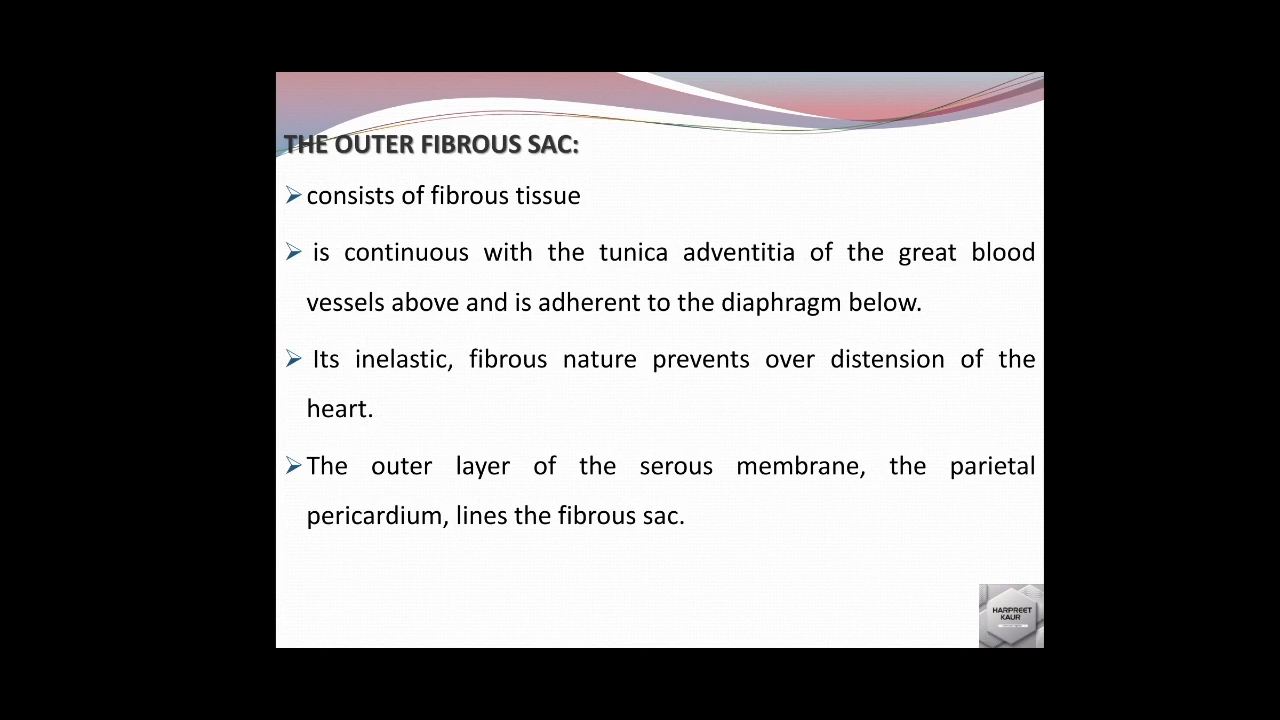 THE OUTER FIBROUS SAC:
consists of fibrous tissue
is continuous with the tunica adventitia of the great blood
vessels above and is adherent to the diaphragm below.
Its inelastic, fibrous nature prevents over distension of the
heart.
The outer layer of the serous membrane, the parietal
pericardium, lines the fibrous sac.
HARPREET
KAUR